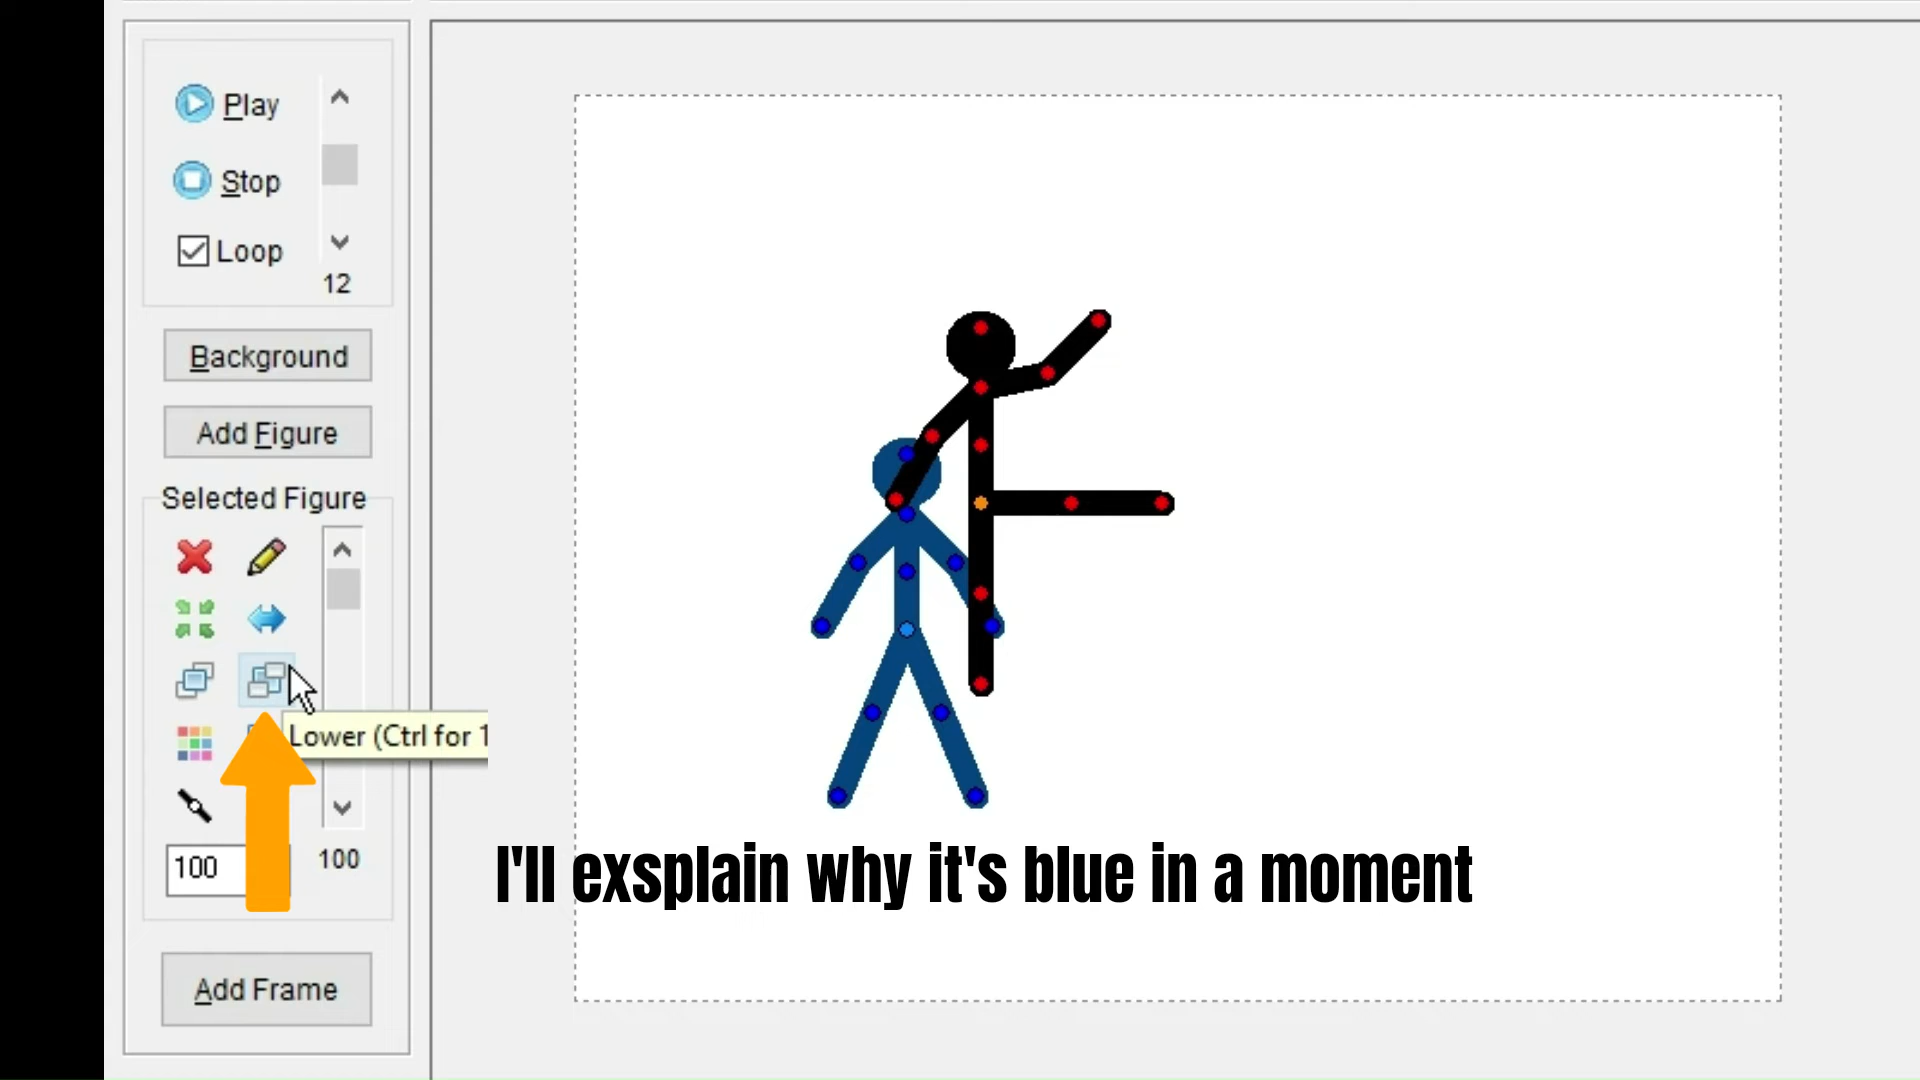 Play
Stop
Loop
12
Background
Add Figure
Selected Figure
Lower (Ctrl for 1
100
100
I'll exsplain why it's blue in a moment
Add Frame